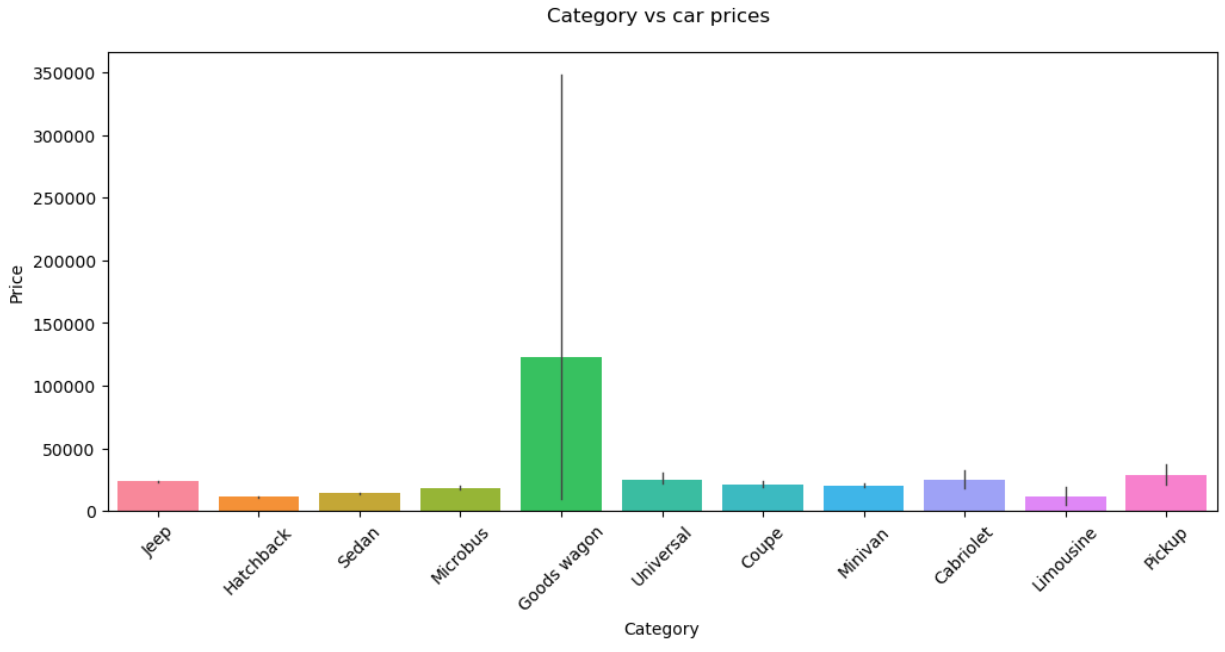 Category vs car prices
350000
300000
250000
200000
150000
100000
50000
0
Price
Jeep
Hatchback
Sedan
Microbus
Goods wagon
Universal
Coupe
Minivan
Cabriolet
Limousine
Pickup
Category